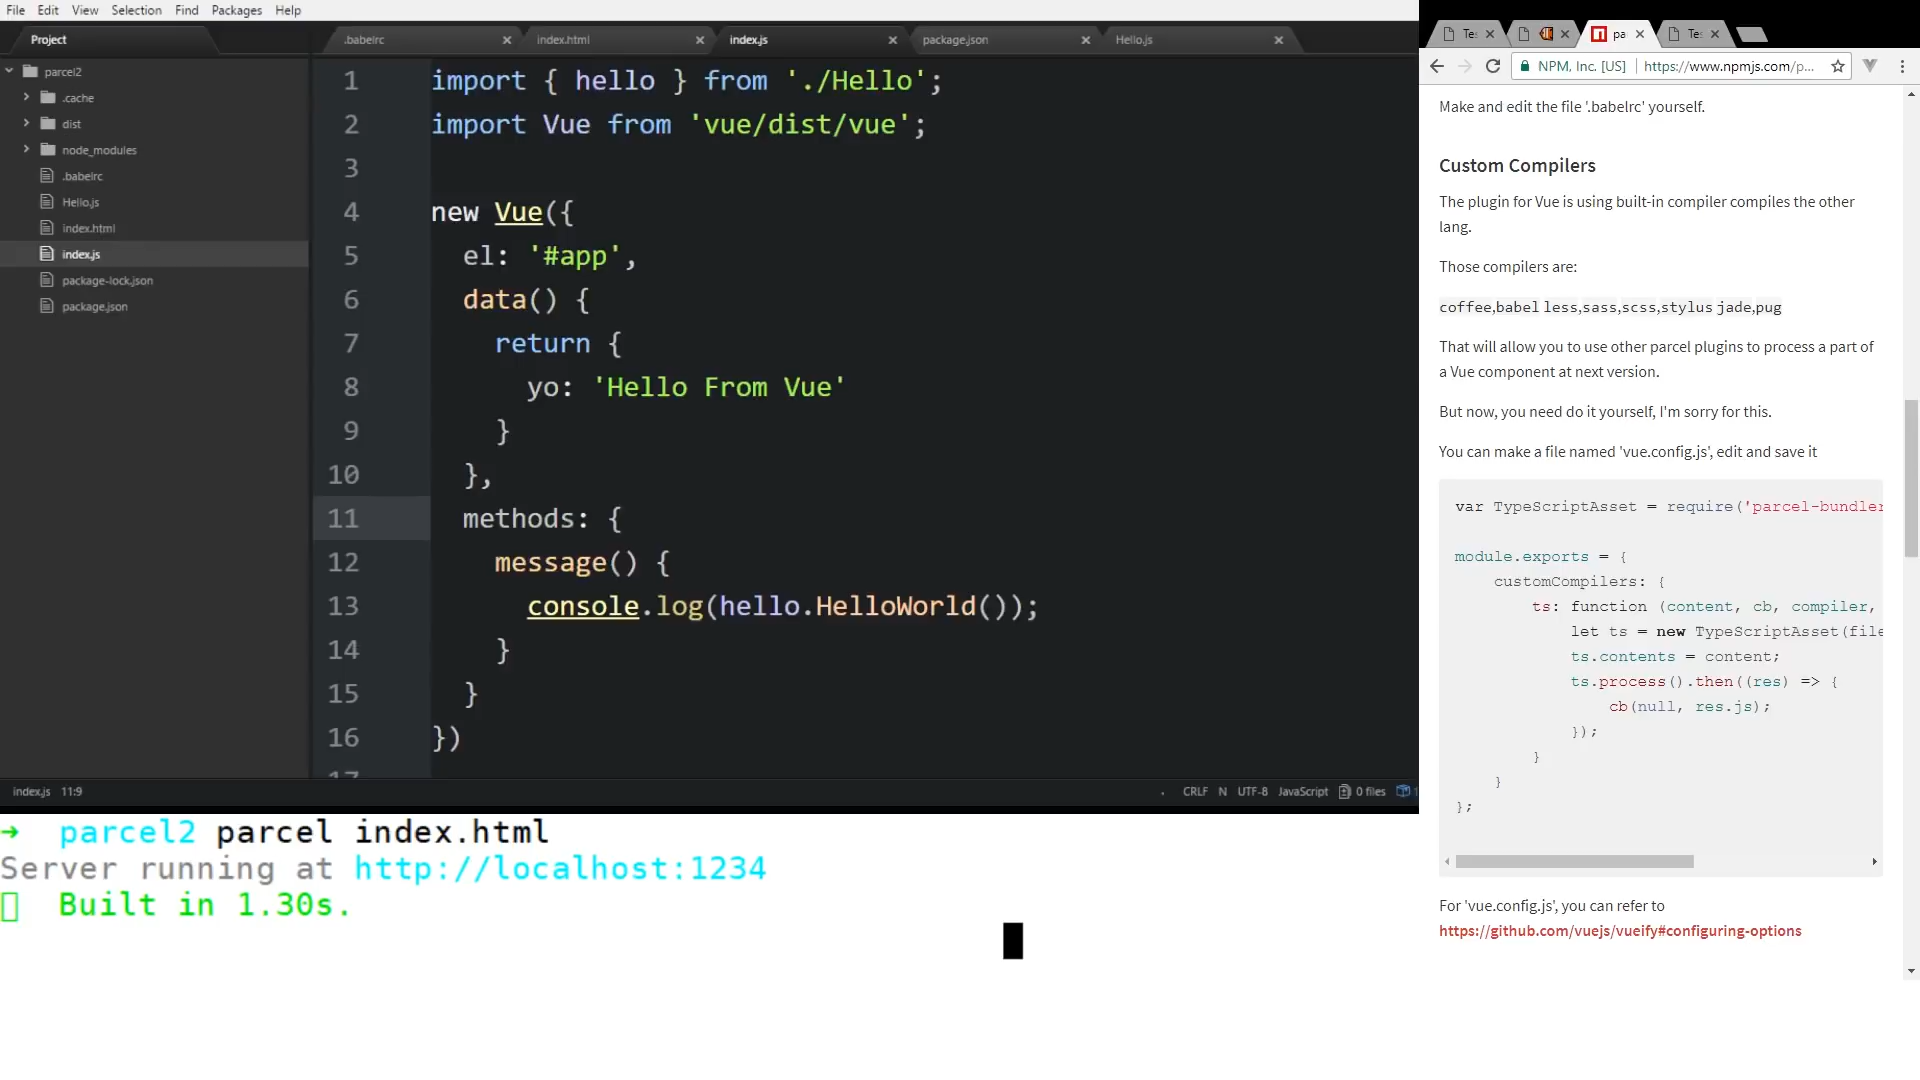 File Edit View Selection Find Packages Help
Project
.babelrc index.html index.js package.json Hello.js
parcel2
.cache
dist
node_modules
.babelrc
Hello.js
index.html
index.js
package-lock.json
package.json
1 import { hello } from './Hello';
2 import Vue from 'vue/dist/vue';
3
4 new Vue({
5 el: '#app',
6 data() {
7 return {
8 yo: 'Hello From Vue'
9 }
10 },
11 methods: {
12 message() {
13 console.log(hello.HelloWorld());
14 }
15 }
16 })
17
index.js 11:9
CRLF N UTF-8 JavaScript 0 files 1
→ parcel2 parcel index.html
Server running at http://localhost:1234
Built in 1.30s.
Te: pa Te:
NPM, Inc. [US] https://www.npmjs.com/p...
Make and edit the file '.babelrc' yourself.
Custom Compilers
The plugin for Vue is using built-in compiler compiles the other
lang.
Those compilers are:
coffee,babel less,sass,scss,stylus jade,pug
That will allow you to use other parcel plugins to process a part of
a Vue component at next version.
But now, you need do it yourself, I'm sorry for this.
You can make a file named 'vue.config.js', edit and save it
var TypeScriptAsset = require('parcel-bundler
module.exports = {
customCompilers: {
ts: function (content, cb, compiler,
let ts = new TypeScriptAsset(file
ts.contents = content;
ts.process().then((res) => {
cb(null, res.js);
});
}
}
};
For 'vue.config.js', you can refer to
https://github.com/vuejs/vueify#configuring-options